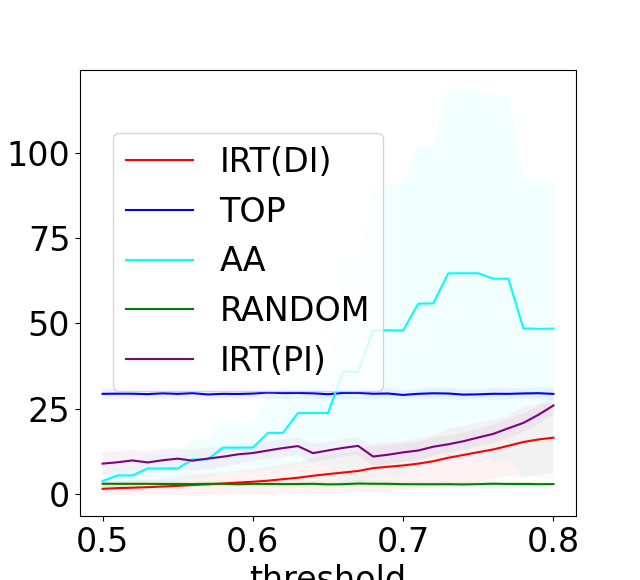 100
75
50
25
0
IRT(DI)
TOP
AA
RANDOM
IRT(PI)
0.5 0.6 0.7 0.8
threshold